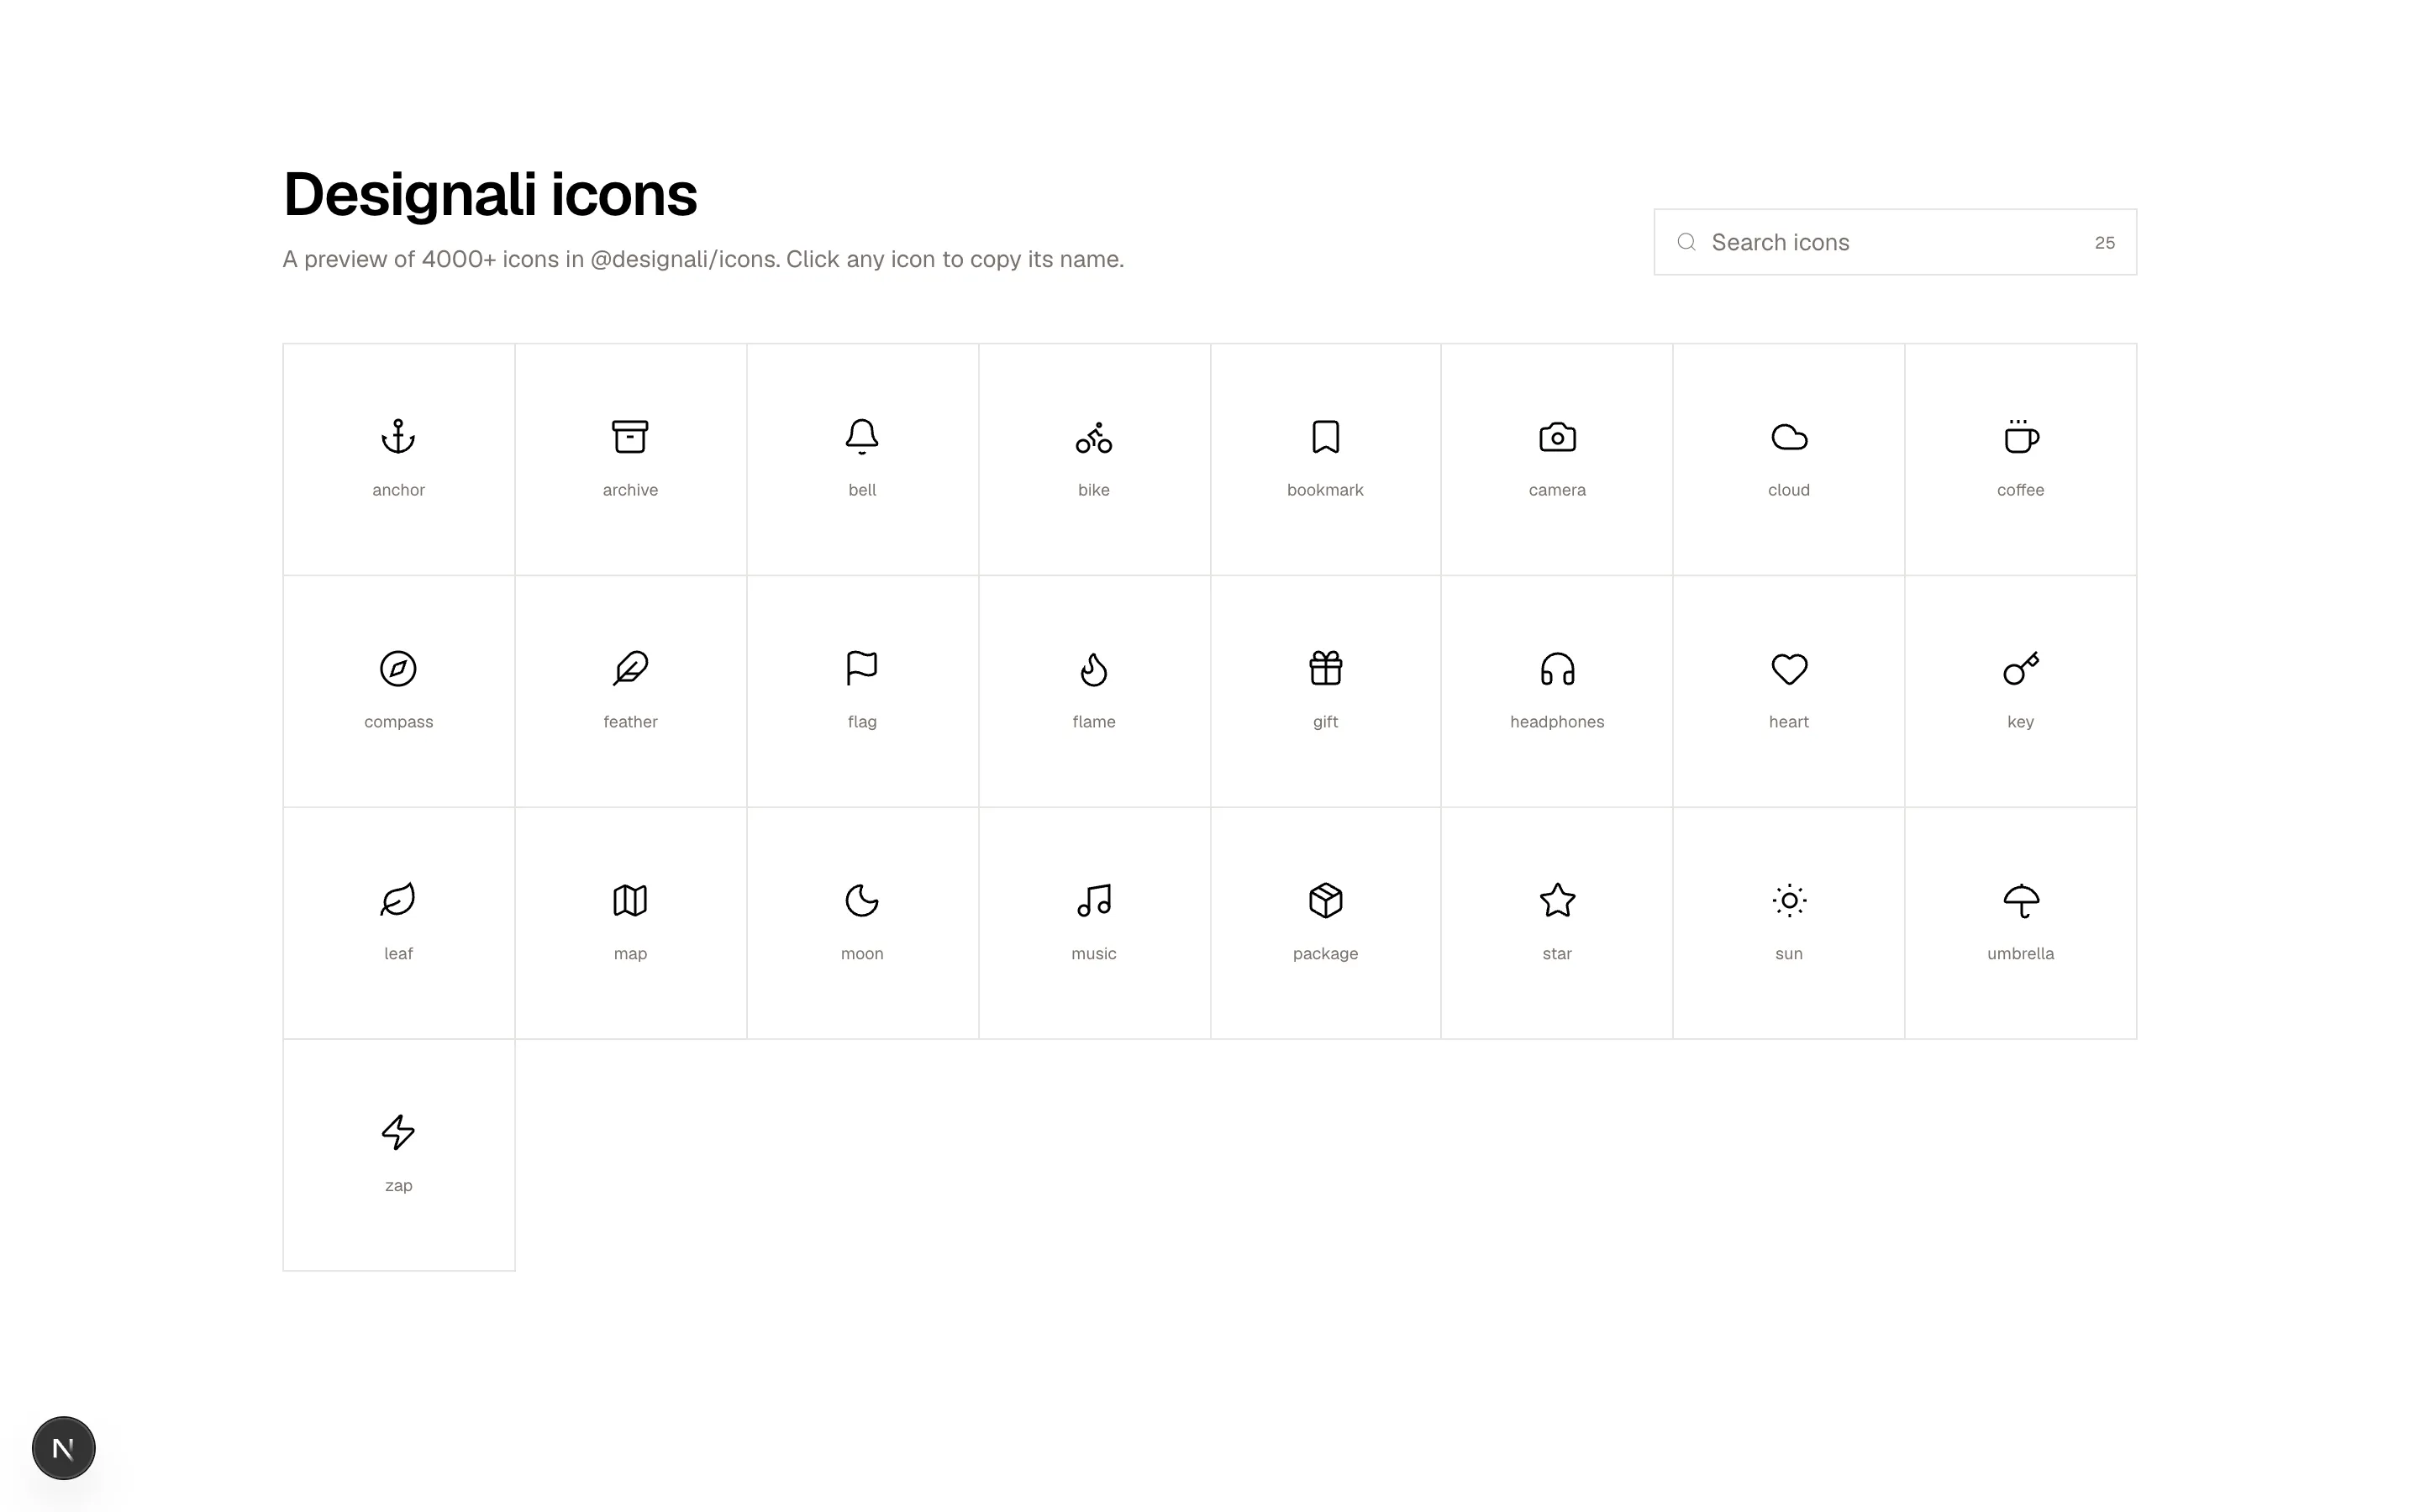 Designali icons
A preview of 4000+ icons in @designali/icons. Click any icon to copy its name.
Search icons 25
anchor archive bell bike bookmark camera cloud coffee
compass feather flag flame gift headphones heart key
leaf map moon music package star sun umbrella
zap
N